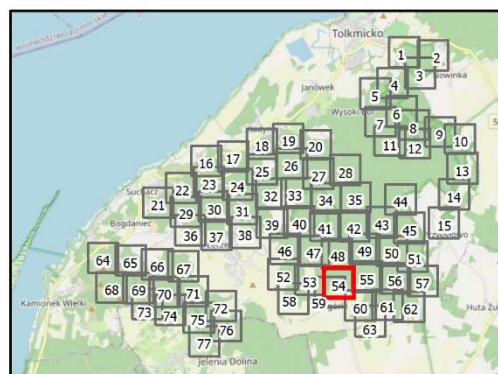 województwo pomorskie
Tolkmicko
1 2
3 Nowinka
Janówek 4
5
Wysoki 6
7 8 9
18 19 20 11 12 10
16 17 26 13
25 27 28
Suchacz 22 23 24 14
21 32 33 34 35 44
29 30 31 15
Bogdaniec 39 40 41 42 43 45
36 37 38
46 47 48 49 50 51
64 65 66 67
52 53 54 55 56 57
68 69 70 71 58 59
Kamionek Wielki 60 61 62
73 74 72 63
75 76
77
Jelenia Dolina